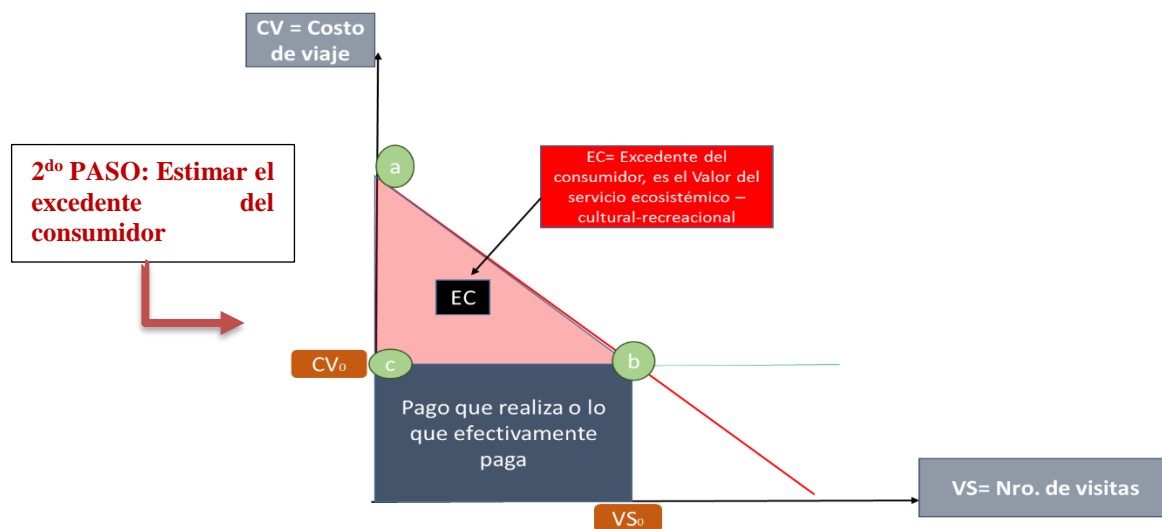 CV = Costo
de viaje
2do PASO: Estimar el
excedente del
consumidor
a
EC= Excedente del
consumidor, es el Valor del
servicio ecosistémico –
cultural-recreacional
EC
CV₀
c
b
Pago que realiza o lo
que efectivamente
paga
VS= Nro. de visitas
VS₀